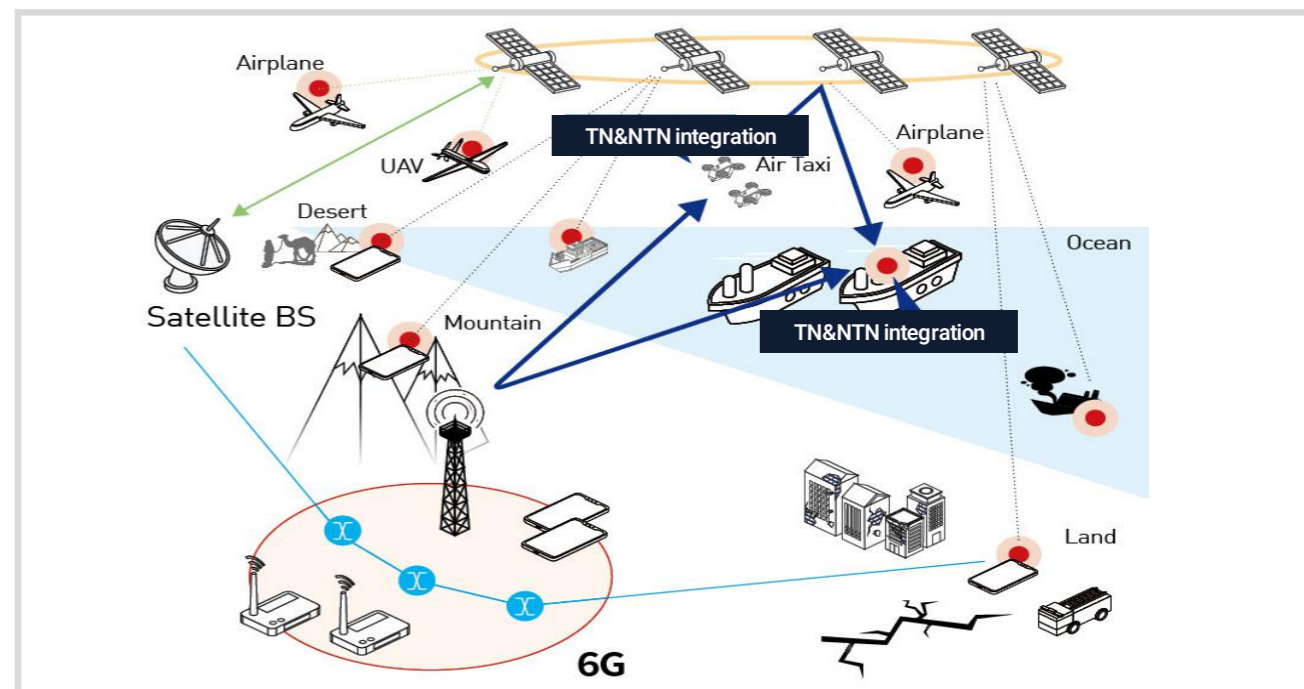 Airplane
TN&NTN integration
Airplane
UAV
Air Taxi
Desert
Ocean
Satellite BS
Mountain
TN&NTN integration
Land
6G